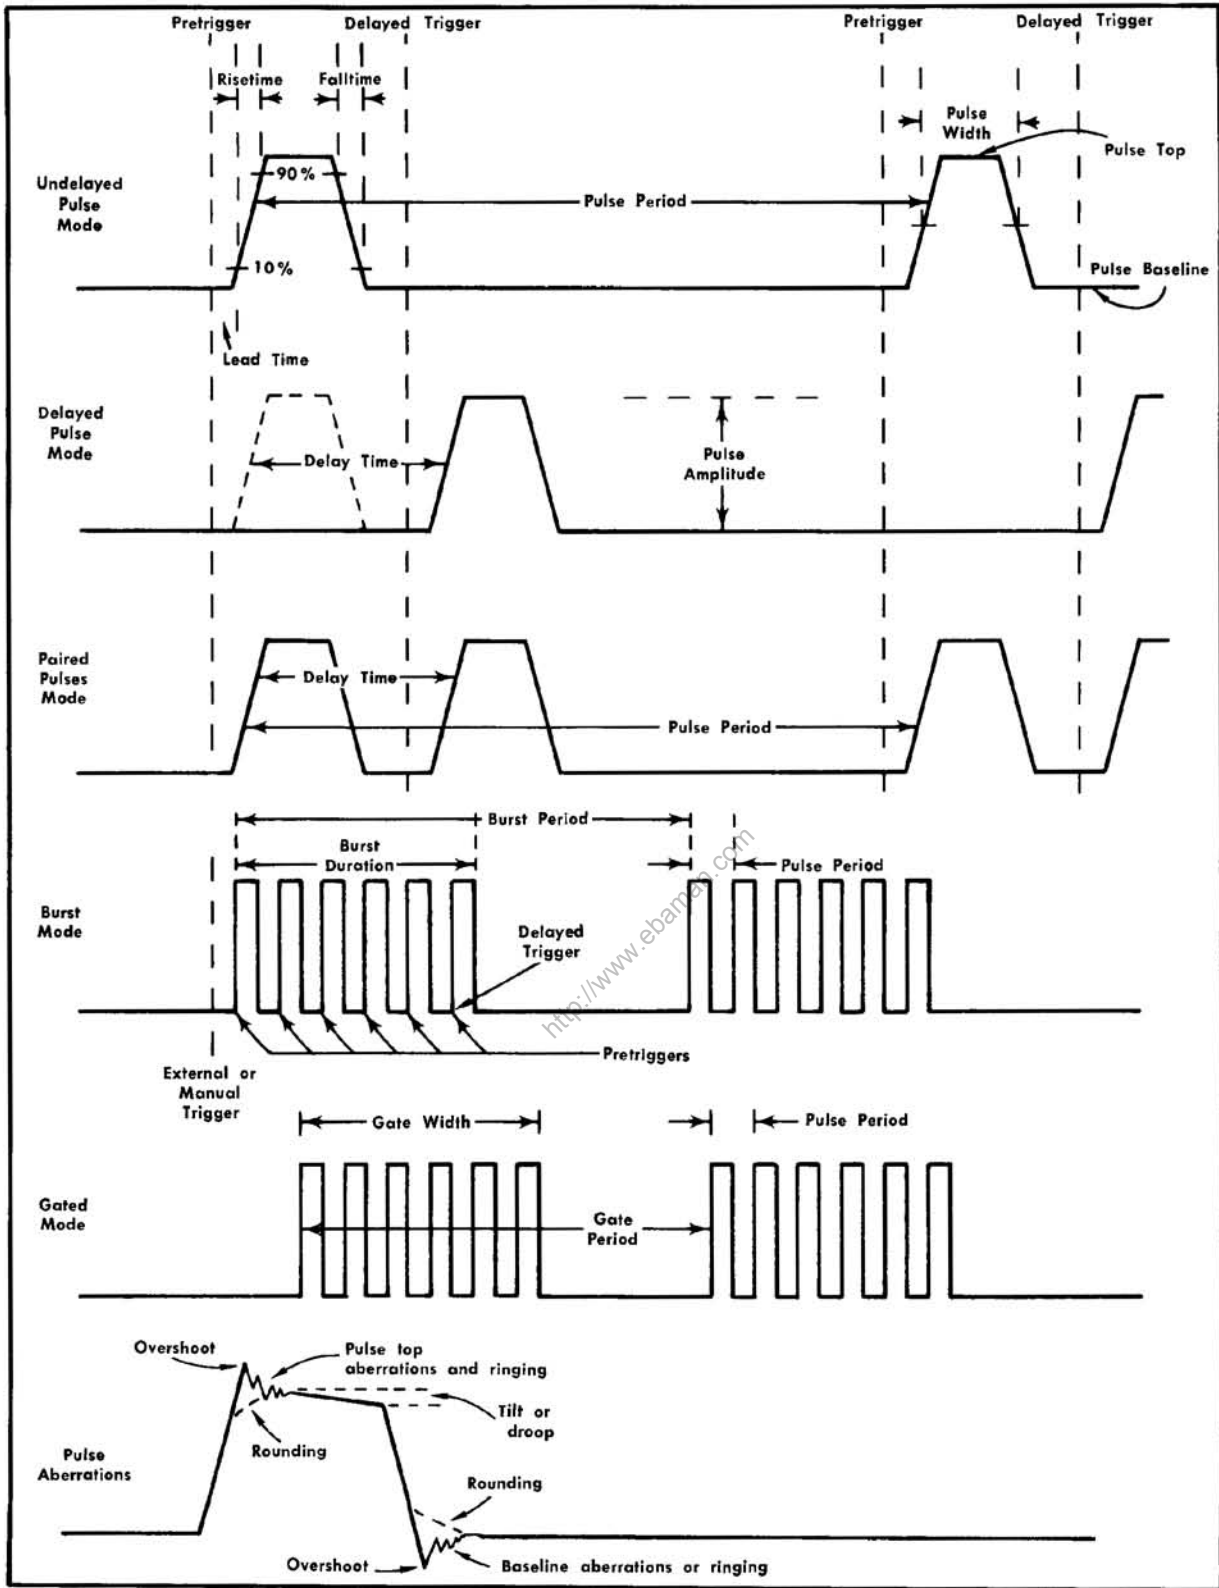 Pretrigger
Delayed Trigger
Pretrigger
Delayed Trigger
Risetime
Falltime
Pulse
Width
Pulse Top
90%
Undelayed
Pulse
Mode
Pulse Period
10%
Pulse Baseline
Lead Time
Delayed
Pulse
Mode
Delay Time
Pulse
Amplitude
Paired
Pulses
Mode
Delay Time
Pulse Period
Burst Period
Burst
Duration
Pulse Period
Burst
Mode
Delayed
Trigger
http://www.ebaman.com
Pretriggers
External or
Manual
Trigger
Gate Width
Pulse Period
Gated
Mode
Gate
Period
Overshoot
Pulse top
aberrations and ringing
Tilt or
droop
Rounding
Pulse
Aberrations
Rounding
Overshoot
Baseline aberrations or ringing